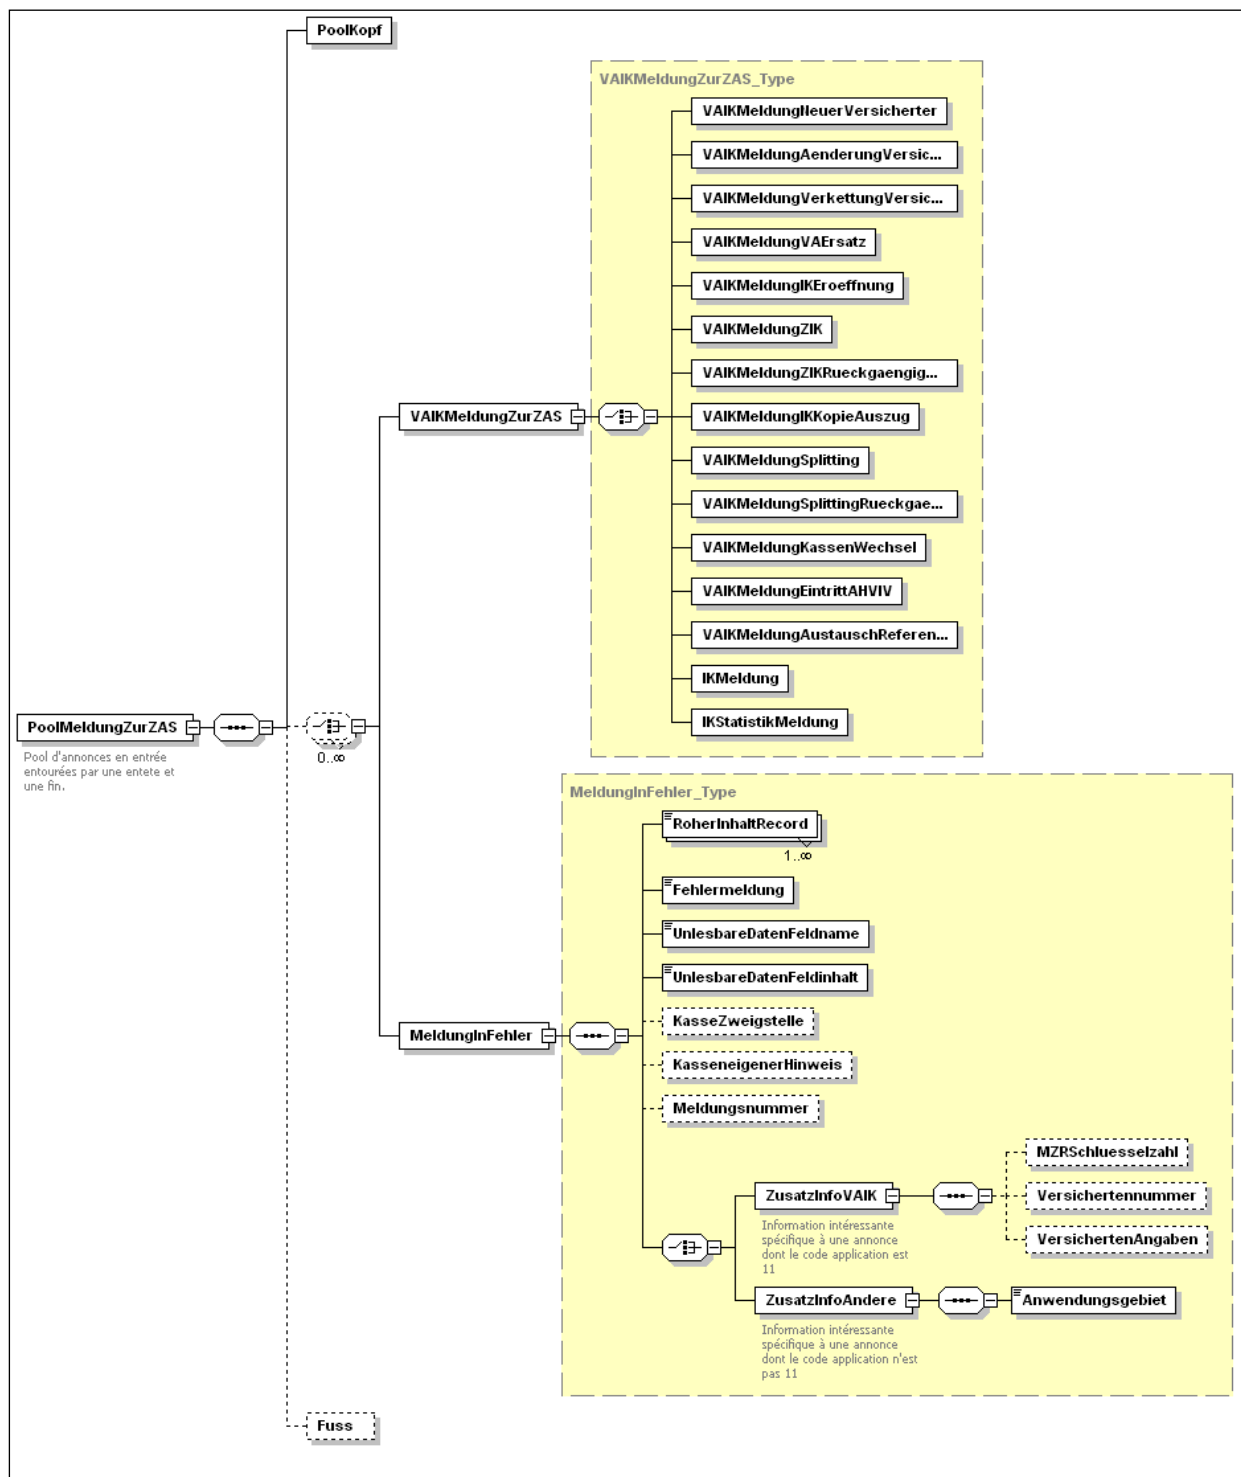 PoolKopf
VAIKMeldungZurZAS_Type
VAIKMeldungNeuerVersicherter
VAIKMeldungAenderungVersic...
VAIKMeldungVerkettungVersic...
VAIKMeldungVAErsatz
VAIKMeldungIKEroeffnung
VAIKMeldungZIK
VAIKMeldungZIKRueckgaengig...
VAIKMeldungZurZAS
VAIKMeldungIKKopieAuszug
VAIKMeldungSplitting
VAIKMeldungSplittingRueckgae...
VAIKMeldungKassenWechsel
VAIKMeldungEintrittAHVIV
VAIKMeldungAustauschReferen...
IKMeldung
IKStatistikMeldung
PoolMeldungZurZAS
Pool d'annonces en entrée
entourées par une entete et
une fin.
0..∞
MeldungInFehler_Type
RoherInhaltRecord
1..∞
Fehlermeldung
UnlesbareDatenFeldname
UnlesbareDatenFeldinhalt
KasseZweigstelle
MeldungInFehler
KasseneigenerHinweis
Meldungsnummer
MZRSchluesselzahl
ZusatzInfoVAIK
Versichertennummer
Information intéressante
spécifique à une annonce
dont le code application est
11
VersichertenAngaben
ZusatzInfoAndere
Anwendungsgebiet
Information intéressante
spécifique à une annonce
dont le code application n'est
pas 11
Fuss